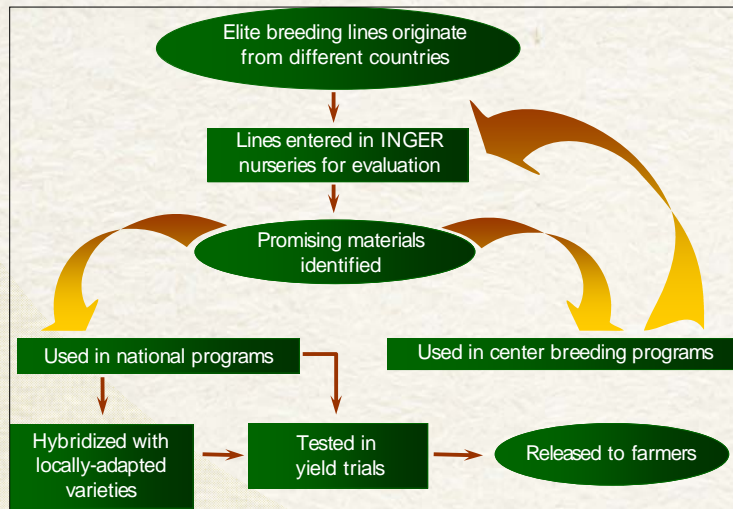 Elite breeding lines originate
from different countries
Lines entered in INGER
nurseries for evaluation
Promising materials
identified
Used in national programs
Used in center breeding programs
Hybridized with
locally-adapted
varieties
Tested in
yield trials
Released to farmers